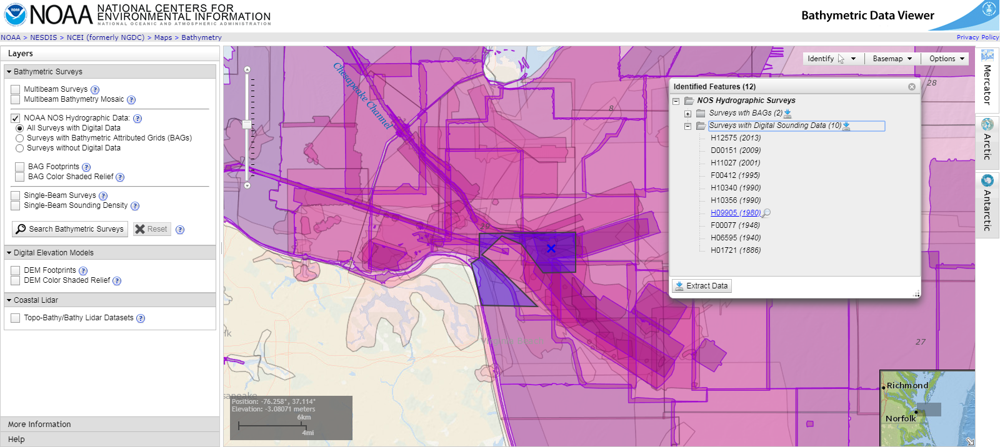 NOAA
NOAA NATIONAL CENTERS FOR
ENVIRONMENTAL INFORMATION
NATIONAL OCEANIC AND ATMOSPHERIC ADMINISTRATION
Bathymetric Data Viewer
NOAA > NESDIS > NCEI (formerly NGDC) > Maps > Bathymetry
Privacy Policy
Layers
Bathymetric Surveys
Multibeam Surveys
Multibeam Bathymetry Mosaic
NOAA NOS Hydrographic Data:
All Surveys with Digital Data
Surveys with Bathymetric Attributed Grids (BAGs)
Surveys without Digital Data
BAG Footprints
BAG Color Shaded Relief
Single-Beam Surveys
Single-Beam Sounding Density
Search Bathymetric Surveys
Reset
Digital Elevation Models
DEM Footprints
DEM Color Shaded Relief
Coastal Lidar
Topo-Bathy/Bathy Lidar Datasets
More Information
Help
Chesapeake Channel
8
28
29
27
Virginia Beach
lk
sapeake
Position: -76.258°, 37.114°
Elevation: -3.08071 meters
6km
4mi
Identify
Basemap
Options
Identified Features (12)
NOS Hydrographic Surveys
Surveys wth BAGs (2)
Surveys with Digital Sounding Data (10)
H12575 (2013)
D00151 (2009)
H11027 (2001)
F00412 (1995)
H10340 (1990)
H10356 (1990)
H09905 (1980)
F00077 (1948)
H06595 (1940)
H01721 (1886)
Extract Data
Richmond
Norfolk
Mercator
Arctic
Antarctic